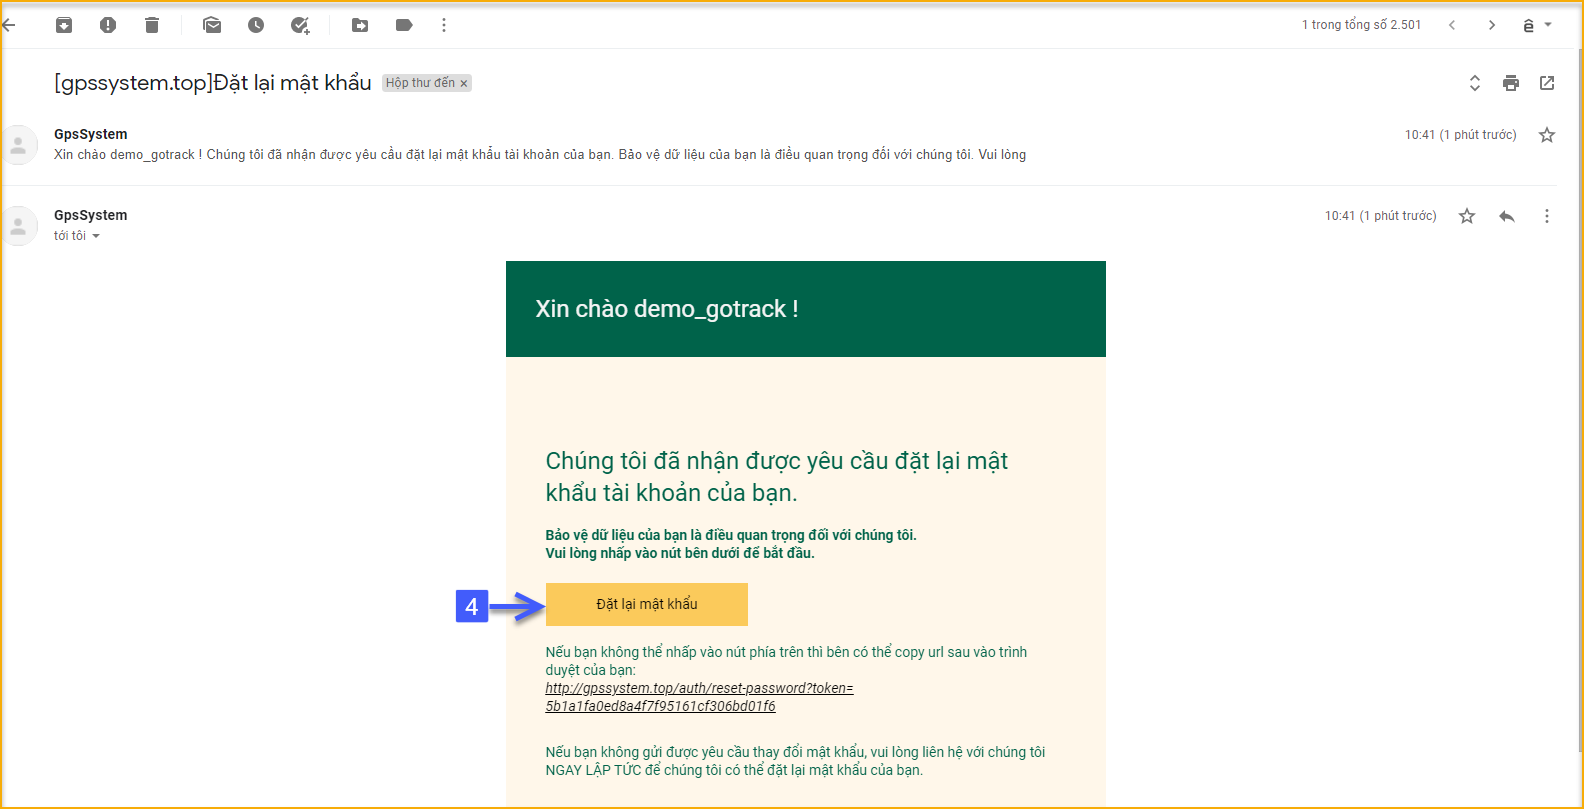 1 trong tổng số 2.501
[gpssystem.top]Đặt lại mật khẩu Hộp thư đến ×
GpsSystem 10:41 (1 phút trước)
Xin chào demo_gotrack ! Chúng tôi đã nhận được yêu cầu đặt lại mật khẩu tài khoản của bạn. Bảo vệ dữ liệu của bạn là điều quan trọng đối với chúng tôi. Vui lòng
GpsSystem 10:41 (1 phút trước)
tới tôi
Xin chào demo_gotrack !
Chúng tôi đã nhận được yêu cầu đặt lại mật
khẩu tài khoản của bạn.
Bảo vệ dữ liệu của bạn là điều quan trọng đối với chúng tôi.
Vui lòng nhấp vào nút bên dưới để bắt đầu.
4 Đặt lại mật khẩu
Nếu bạn không thể nhấp vào nút phía trên thì bên có thể copy url sau vào trình
duyệt của bạn:
http://gpssystem.top/auth/reset-password?token=
5b1a1fa0ed8a4f7f95161cf306bd01f6
Nếu bạn không gửi được yêu cầu thay đổi mật khẩu, vui lòng liên hệ với chúng tôi
NGAY LẬP TỨC để chúng tôi có thể đặt lại mật khẩu của bạn.